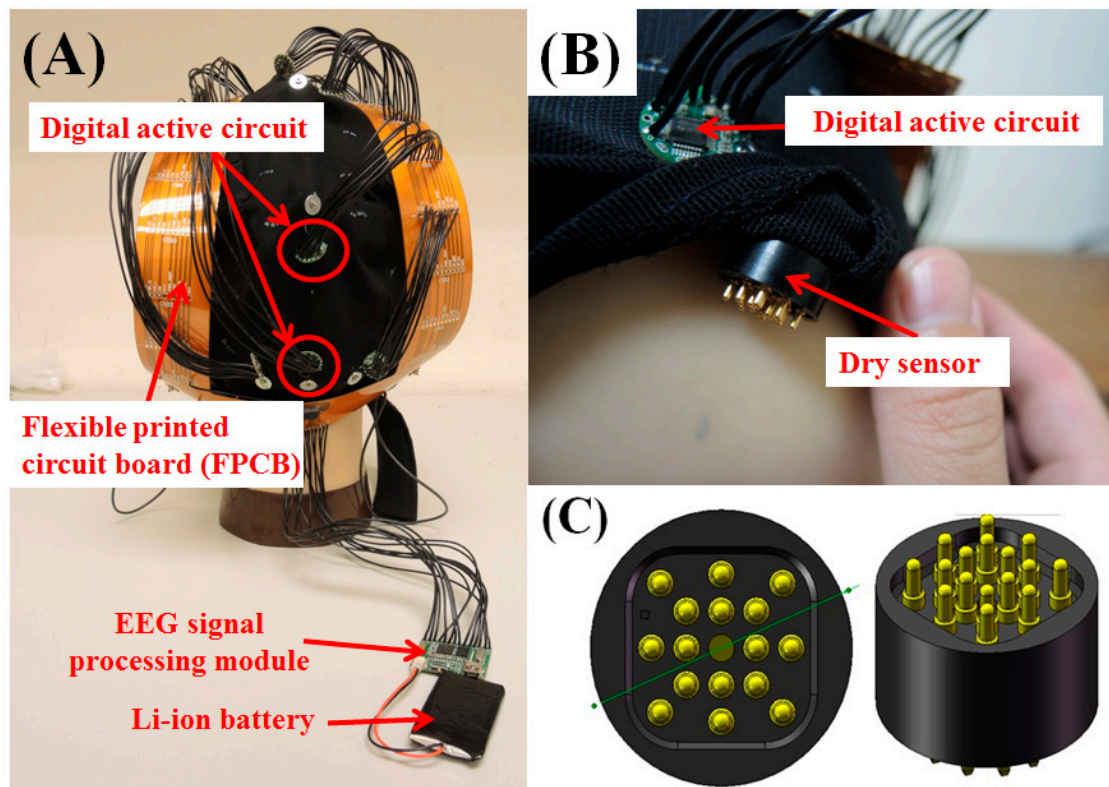 (A)
Digital active circuit
Flexible printed
circuit board (FPCB)
EEG signal
processing module
Li-ion battery
(B)
Digital active circuit
Dry sensor
(C)